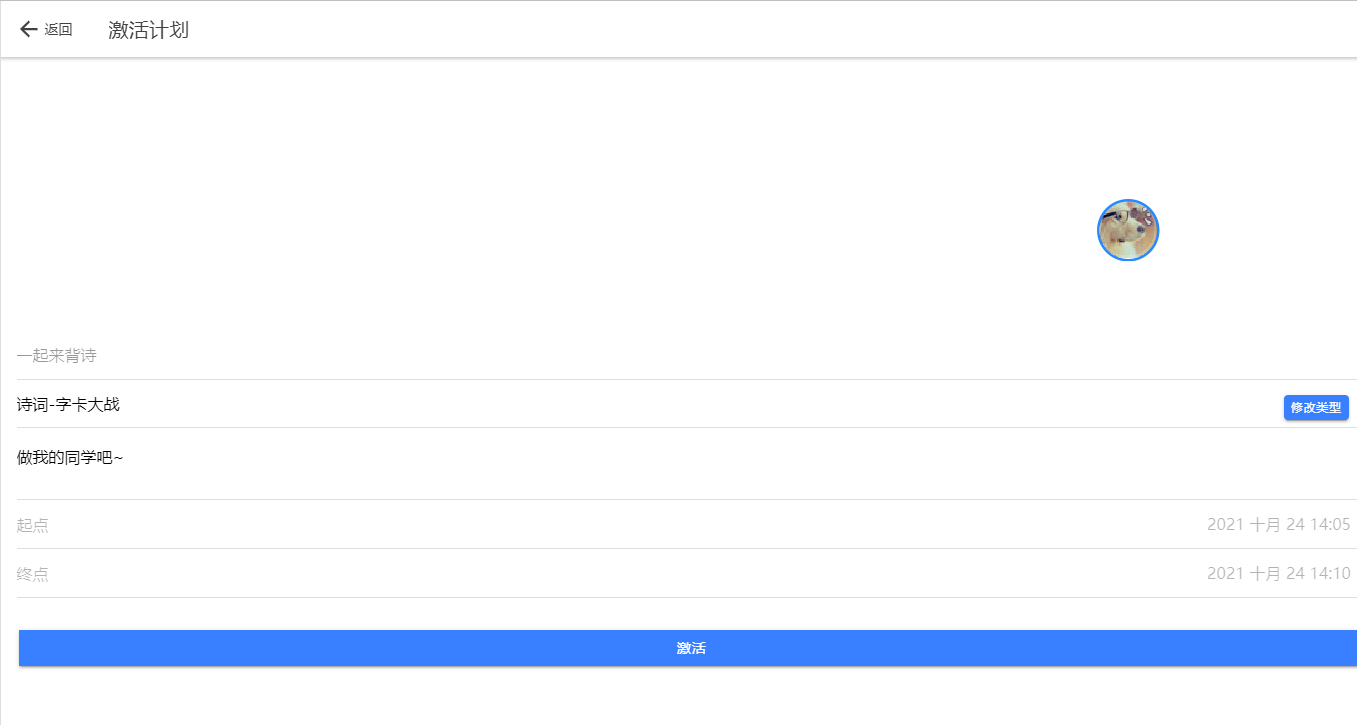 返回 激活计划
一起来背诗
诗词-字卡大战 修改类型
做我的同学吧~
起点 2021 十月 24 14:05
终点 2021 十月 24 14:10
激活